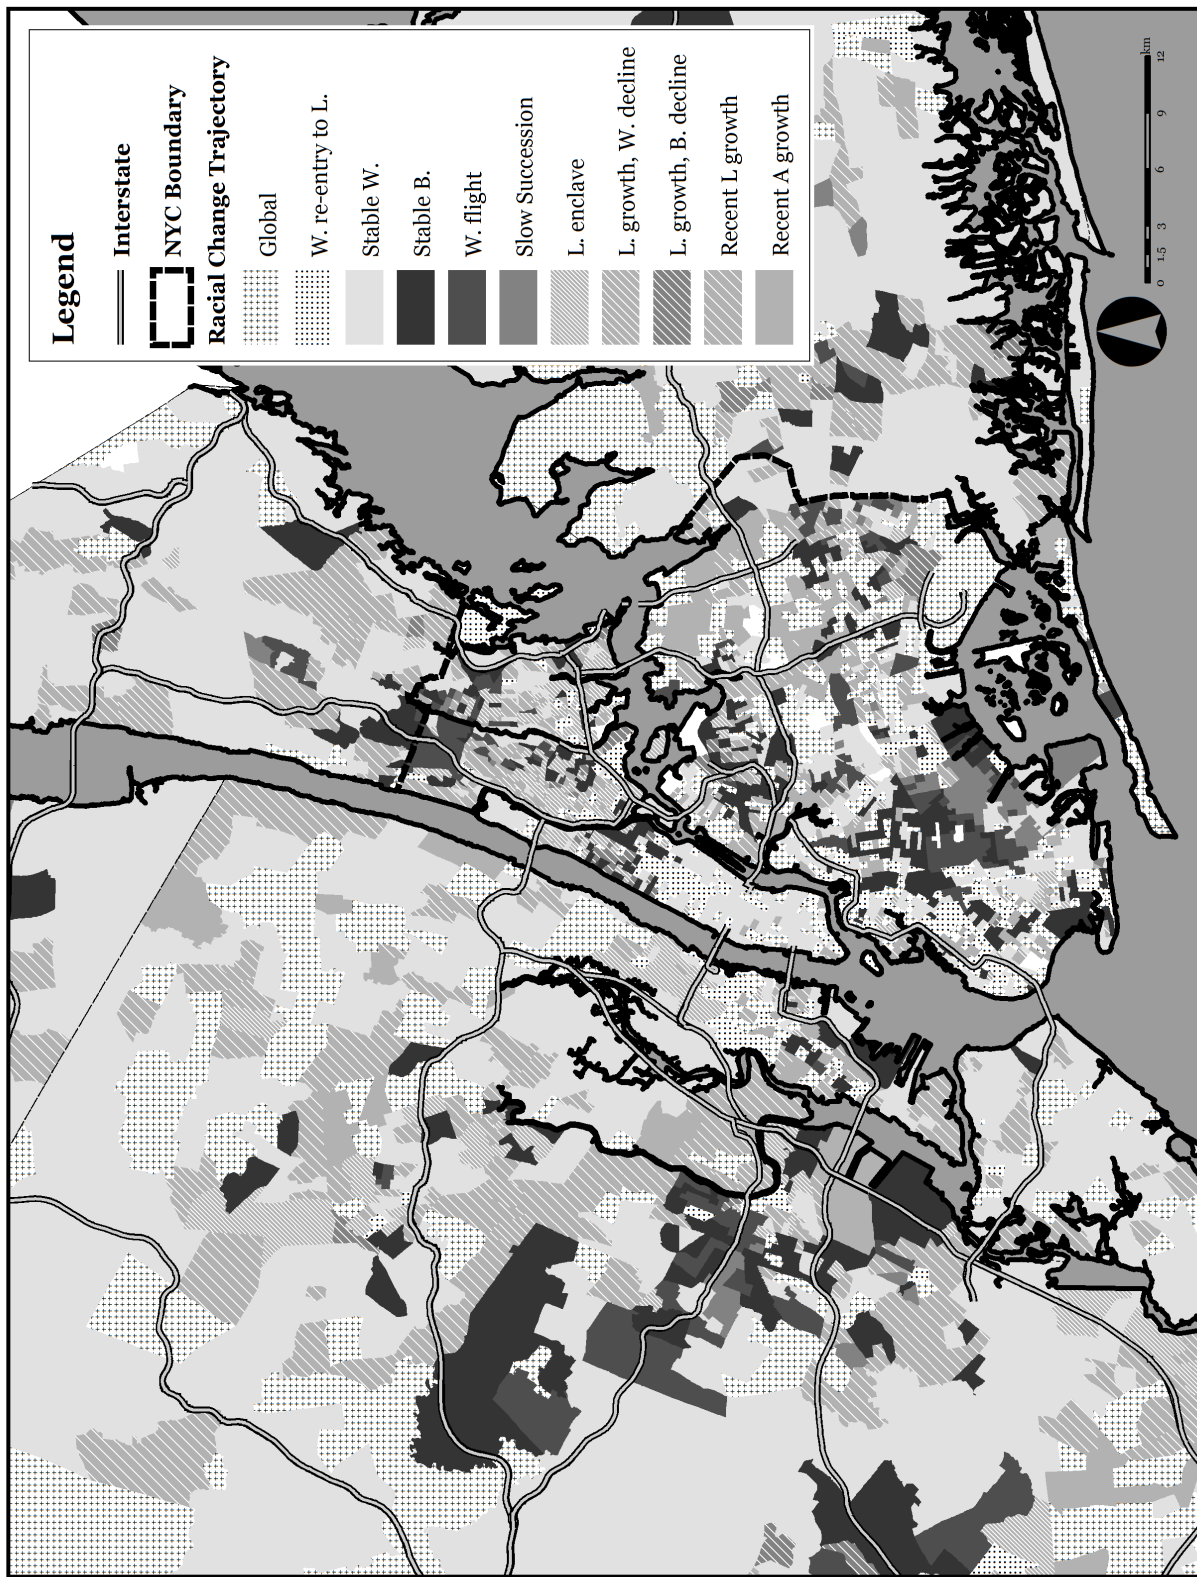 Legend
Interstate
NYC Boundary
Racial Change Trajectory
Global
W. re-entry to L.
Stable W.
Stable B.
W. flight
Slow Succession
L. enclave
L. growth, W. decline
L. growth, B. decline
Recent L growth
Recent A growth
0 1.5 3 6 9 12
km